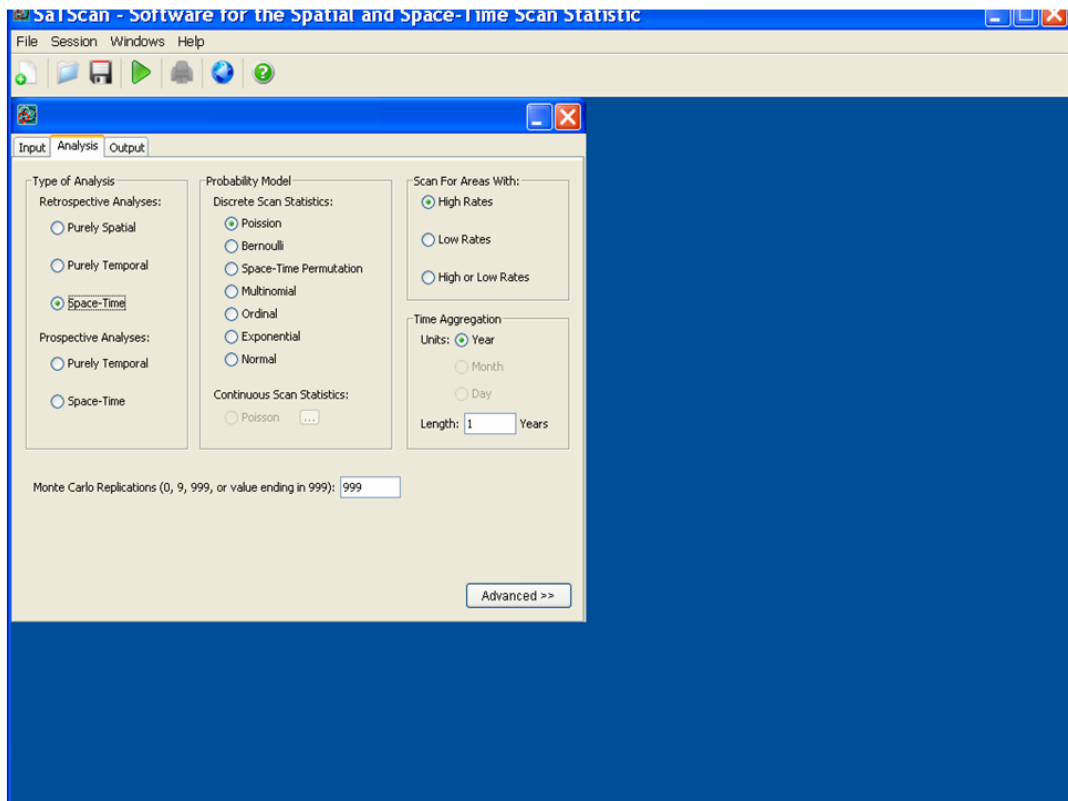 SaTScan - Software for the Spatial and Space-Time Scan Statistic
File Session Windows Help
Input Analysis Output
Type of Analysis
Retrospective Analyses:
Purely Spatial
Purely Temporal
Space-Time
Prospective Analyses:
Purely Temporal
Space-Time
Probability Model
Discrete Scan Statistics:
Poission
Bernoulli
Space-Time Permutation
Multinomial
Ordinal
Exponential
Normal
Continuous Scan Statistics:
Poisson ...
Scan For Areas With:
High Rates
Low Rates
High or Low Rates
Time Aggregation
Units: Year
Month
Day
Length: 1 Years
Monte Carlo Replications (0, 9, 999, or value ending in 999): 999
Advanced >>